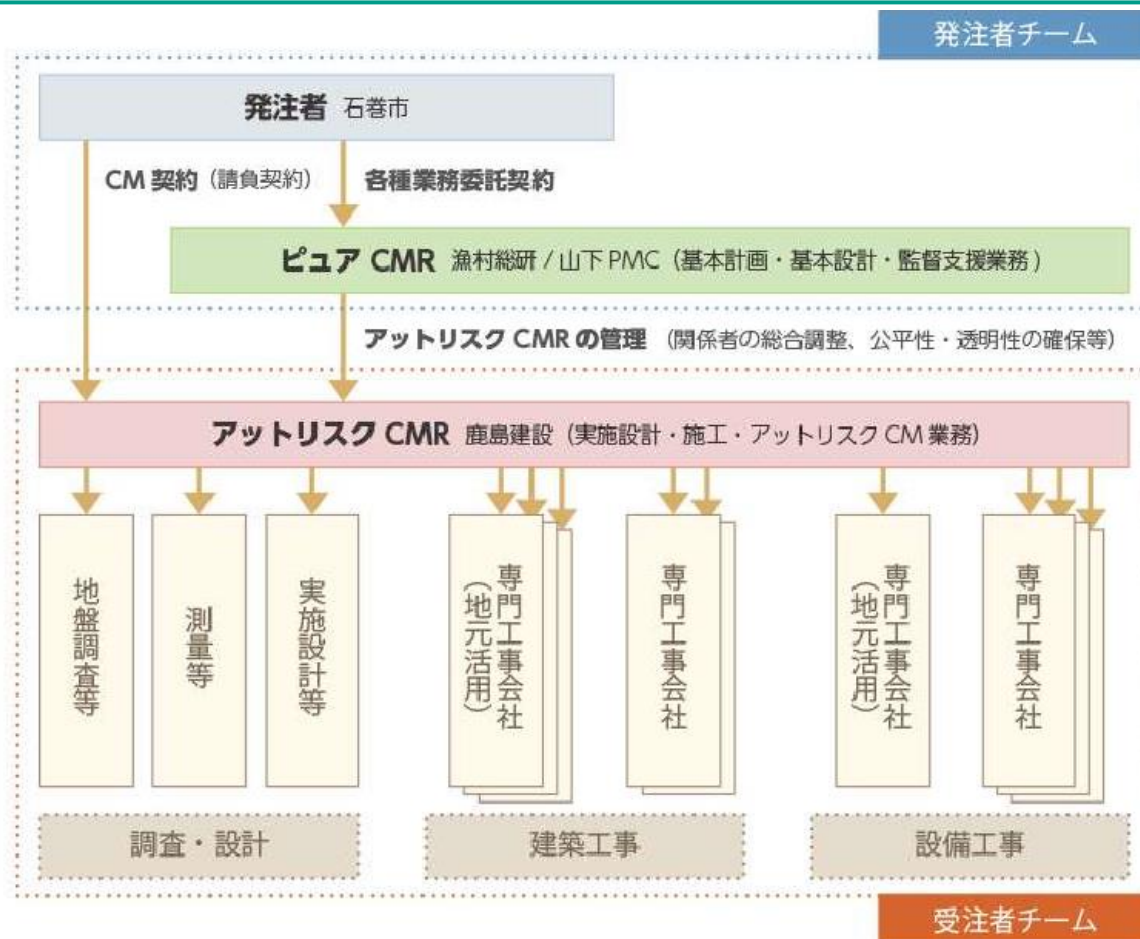 発注者チーム
発注者 石巻市
CM 契約（請負契約）
各種業務委託契約
ピュア CMR 漁村総研 / 山下 PMC（基本計画・基本設計・監督支援業務）
アットリスク CMR の管理（関係者の総合調整、公平性・透明性の確保等）
アットリスク CMR 鹿島建設（実施設計・施工・アットリスク CM 業務）
地盤調査等
測量等
実施設計等
専門工事会社
（地元活用）
専門工事会社
専門工事会社
（地元活用）
専門工事会社
調査・設計
建築工事
設備工事
受注者チーム